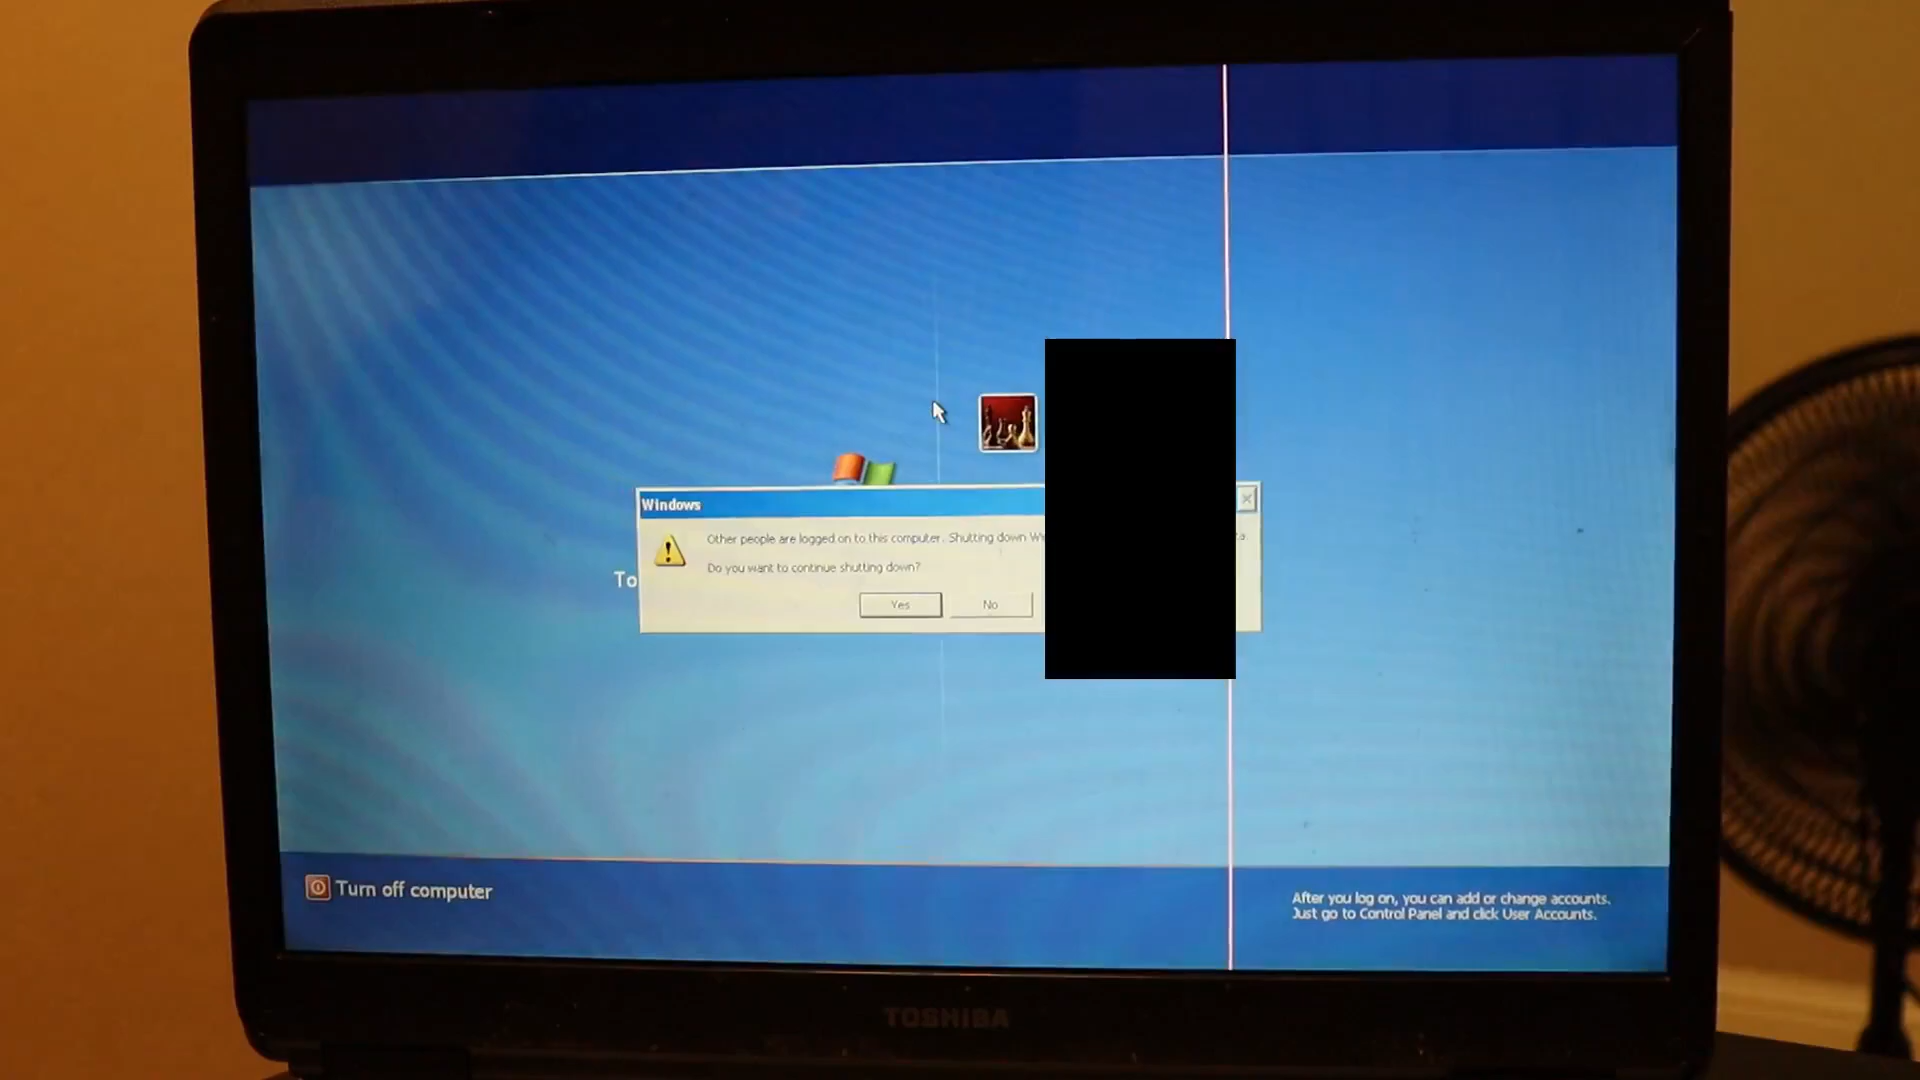 Windows
Other people are logged on to this computer. Shutting down
Do you want to continue shutting down?
To
Yes
No
Turn off computer
After you log on, you can add or change accounts.
Just go to Control Panel and click User Accounts.
TOSHIBA